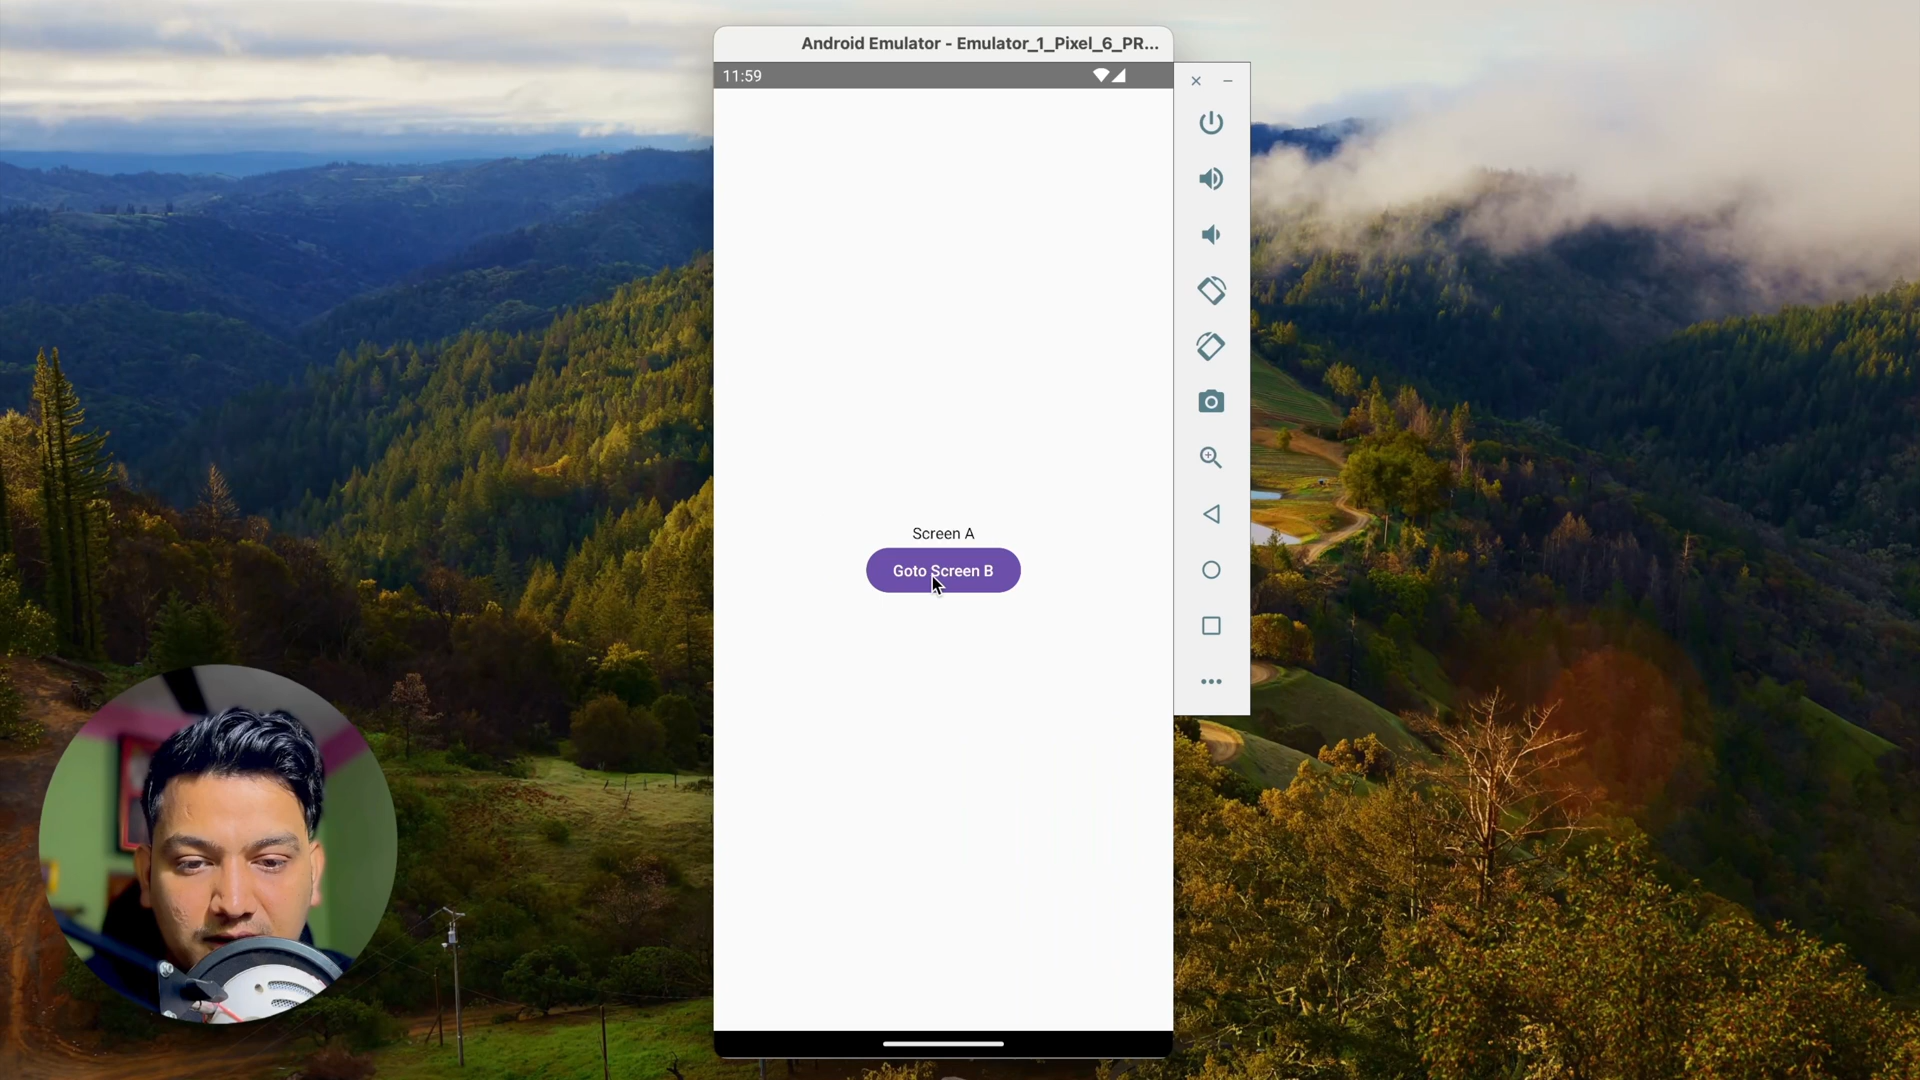 Android Emulator - Emulator_1_Pixel_6_PR...
11:59
Screen A
Goto Screen B